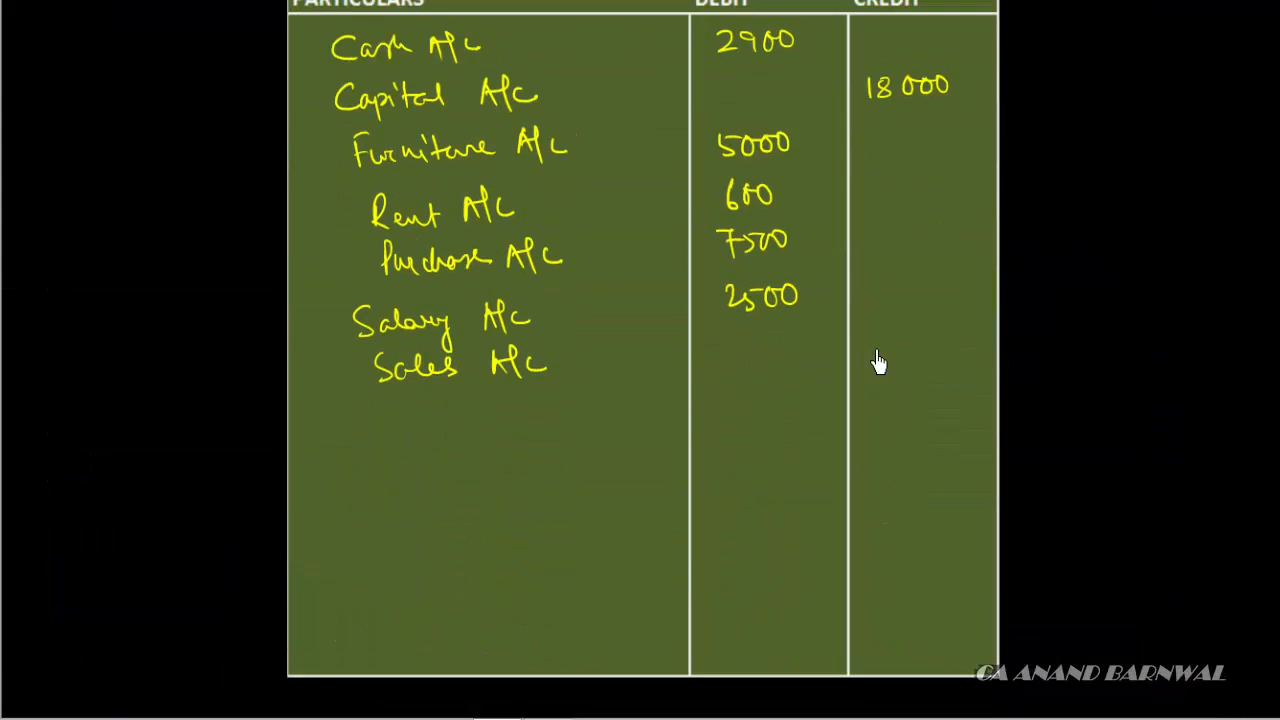 PARTICULARS DEBIT CREDIT
Cash A/c 2900
Capital A/c 18000
Furniture A/c 5000
Rent A/c 600
Purchase A/c 7500
Salary A/c 2500
Sales A/c
CA ANAND BARNWAL